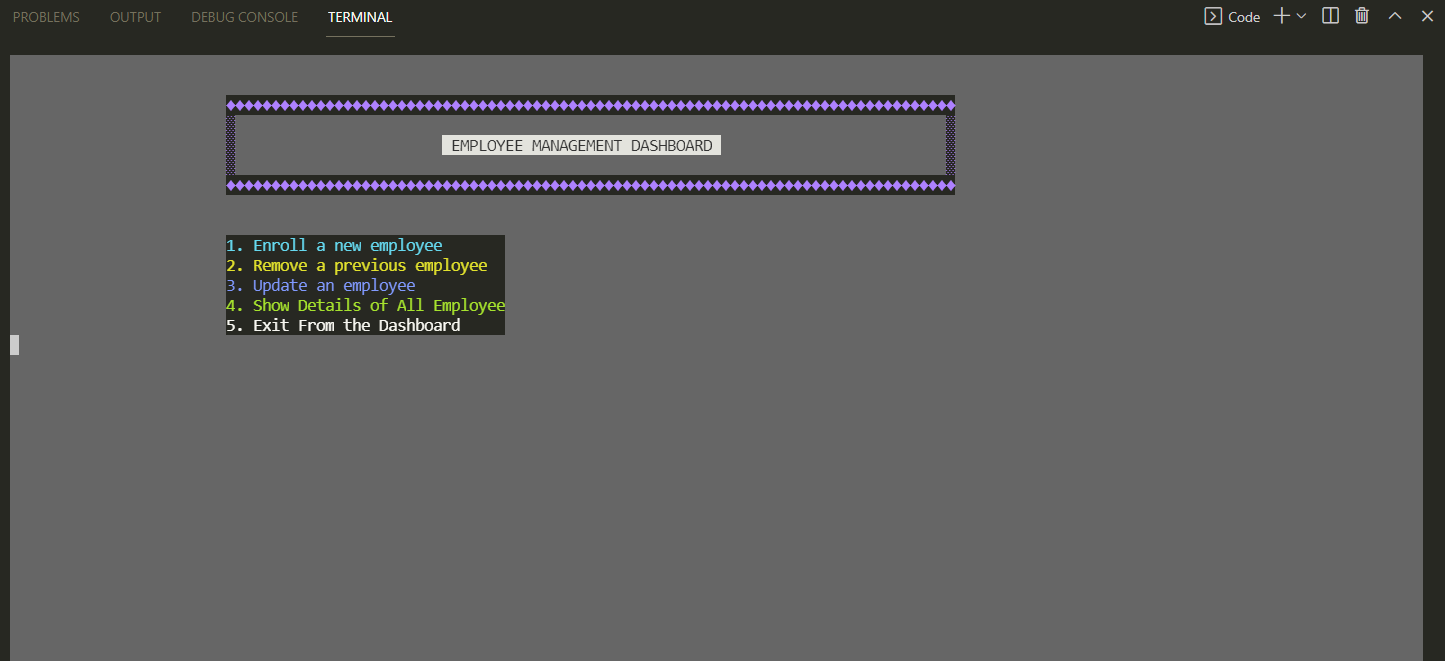 PROBLEMS OUTPUT DEBUG CONSOLE TERMINAL Code
EMPLOYEE MANAGEMENT DASHBOARD
1. Enroll a new employee
2. Remove a previous employee
3. Update an employee
4. Show Details of All Employee
5. Exit From the Dashboard